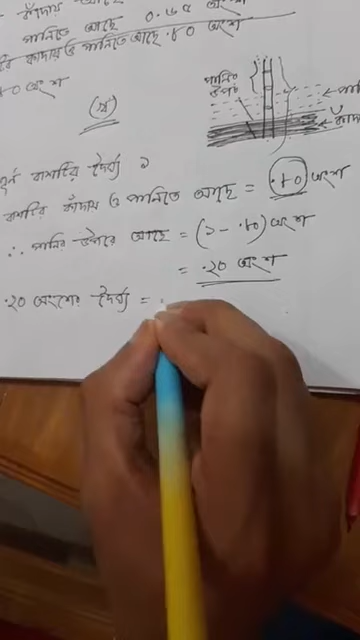 কাঁদায় আছে
পানিতে আছে ০.৬৫ অংশ
কাঁদায় ও পানিতে আছে .৮০ অংশ
৮০ অংশ
পানির উপরে
(খ)
সম্পূর্ণ বাশটির দৈর্ঘ্য ১
বাশটির কাঁদায় ও পানিতে আছে = .৮০ অংশ
∴ পানির উপরে আছে = (১ - .৮০) অংশ
= .২০ অংশ
.২০ অংশের দৈর্ঘ্য =